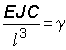 EJC / l³ = γ